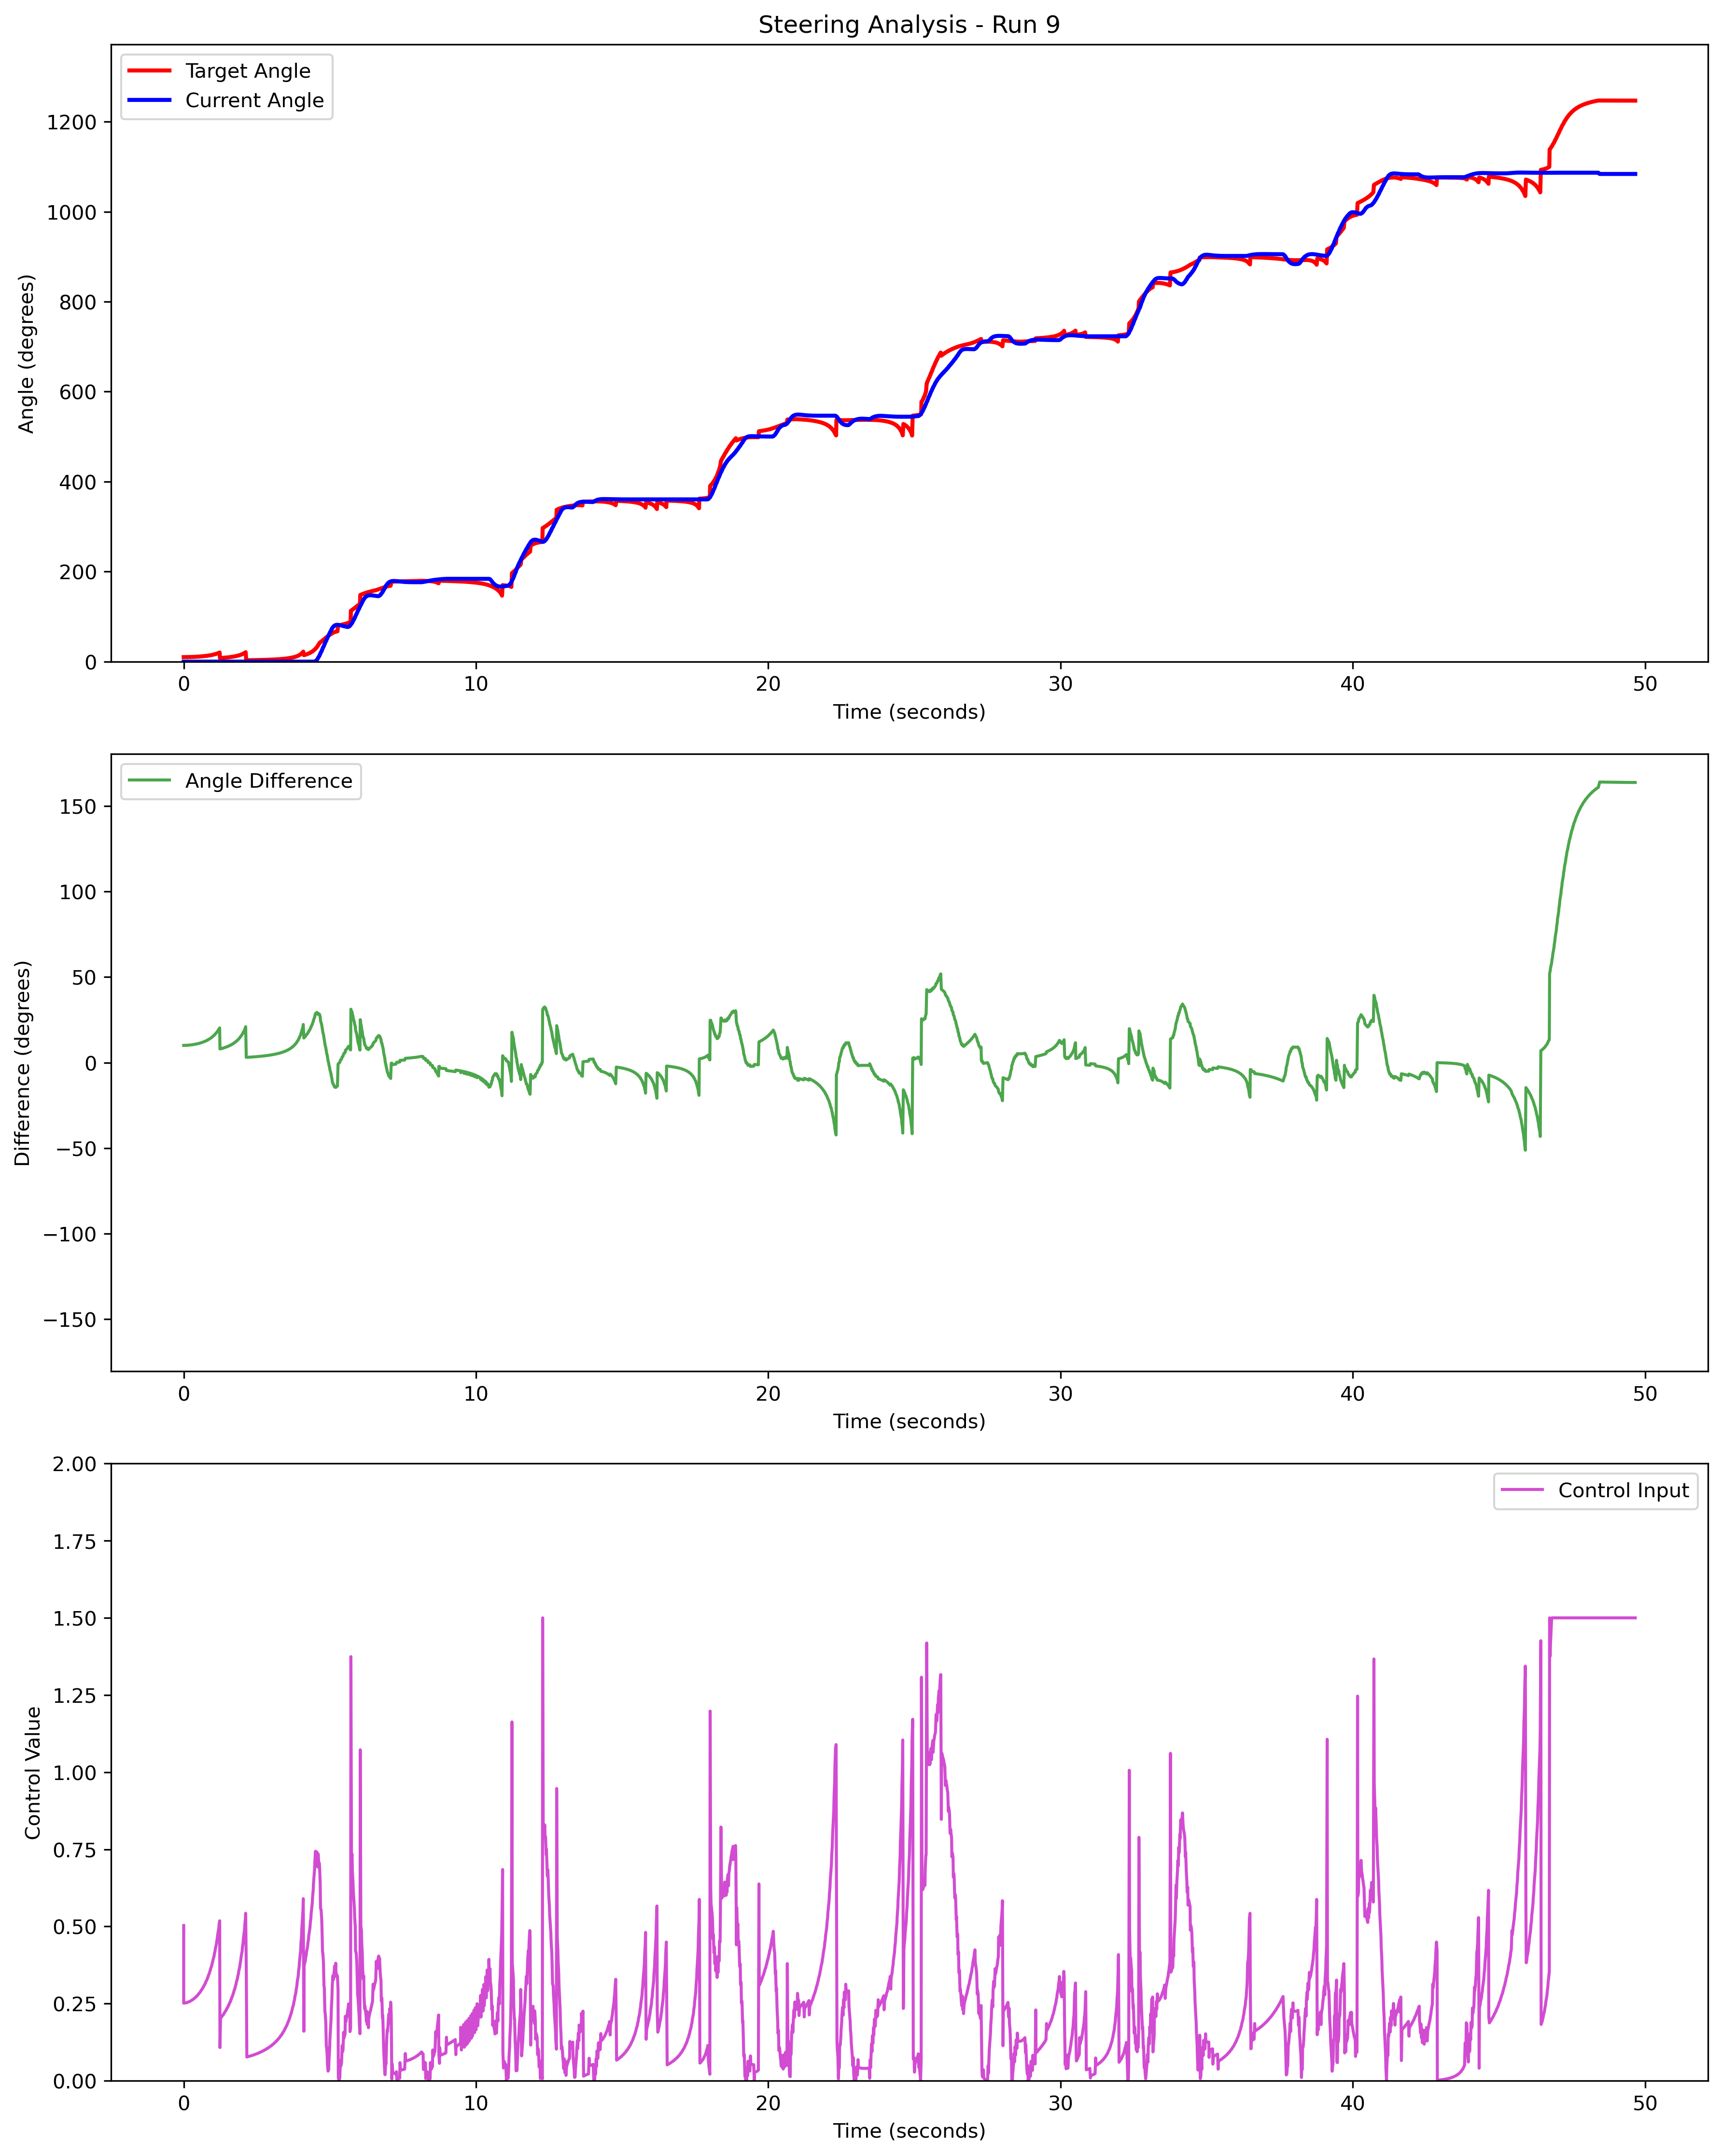 Steering Analysis - Run 9
Target Angle
Current Angle
Angle (degrees)
1200
1000
800
600
400
200
0
0 10 20 30 40 50
Time (seconds)
Angle Difference
Difference (degrees)
150
100
50
0
−50
−100
−150
0 10 20 30 40 50
Time (seconds)
Control Input
Control Value
2.00
1.75
1.50
1.25
1.00
0.75
0.50
0.25
0.00
0 10 20 30 40 50
Time (seconds)